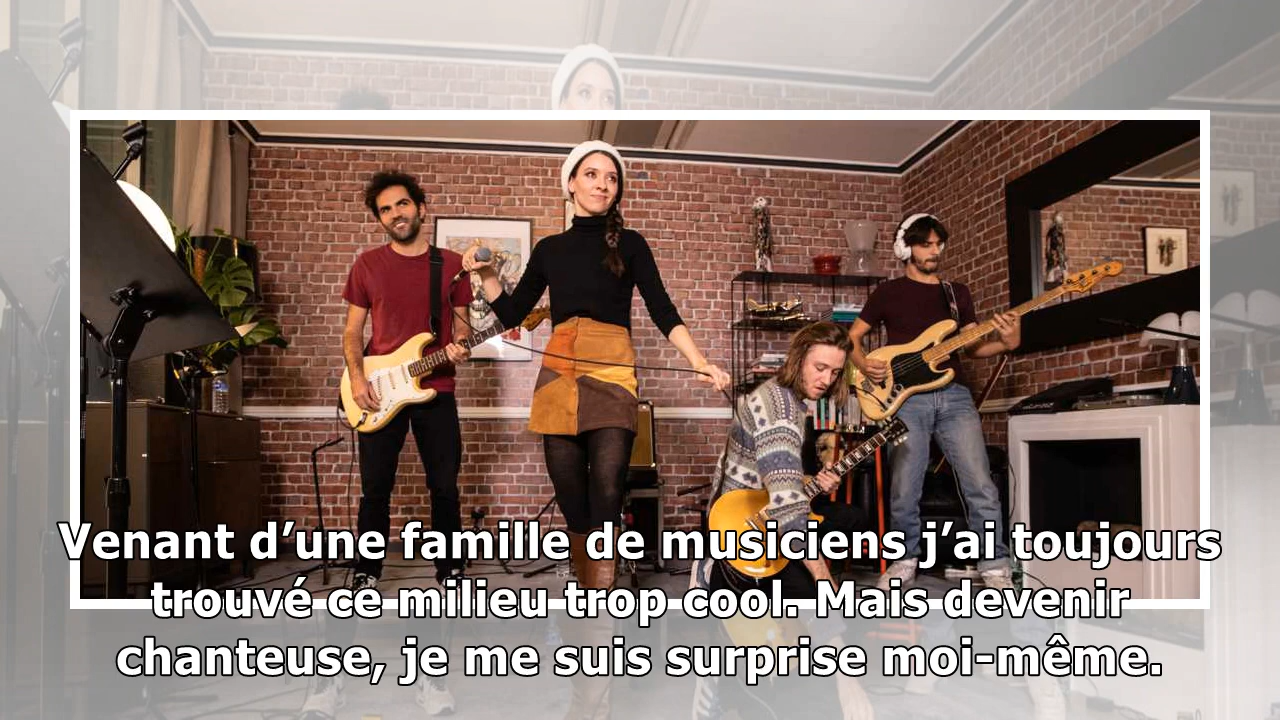 Venant d’une famille de musiciens j’ai toujours
trouvé ce milieu trop cool. Mais devenir
chanteuse, je me suis surprise moi-même.